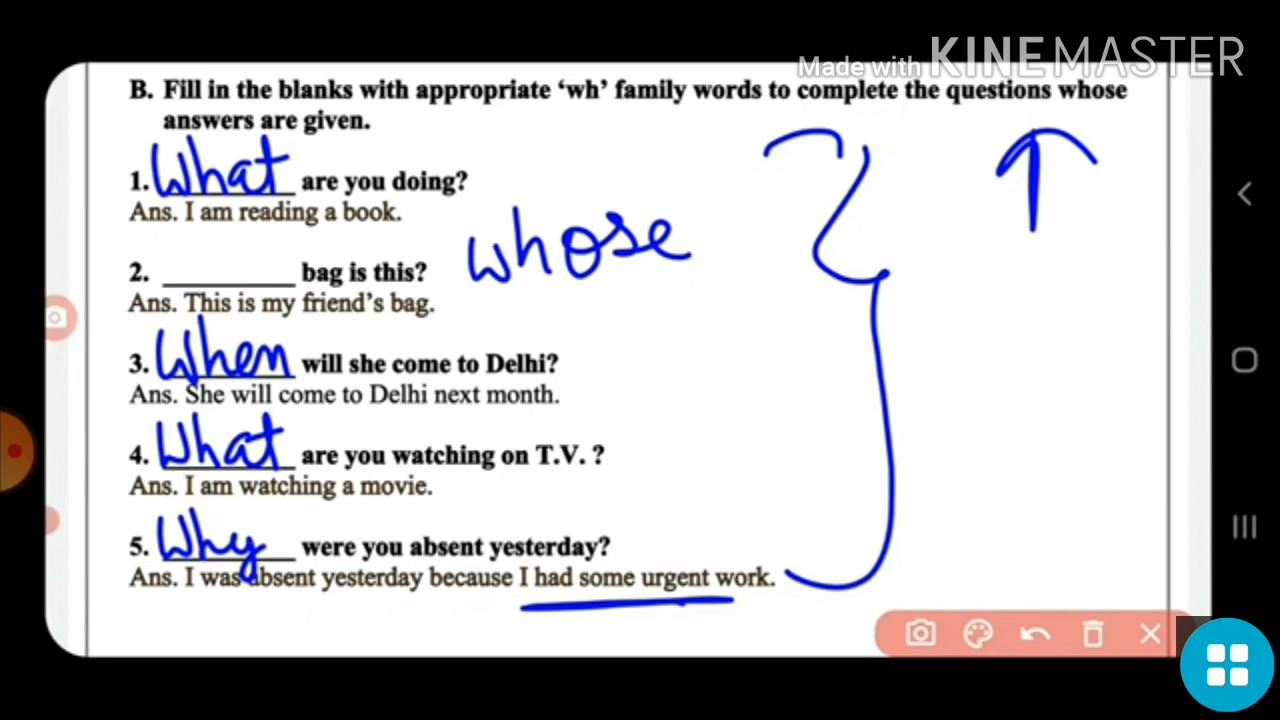 Made with KINEMASTER
B. Fill in the blanks with appropriate ‘wh’ family words to complete the questions whose
answers are given.
1. What are you doing?
Ans. I am reading a book.
whose
2. __________ bag is this?
Ans. This is my friend’s bag.
3. When will she come to Delhi?
Ans. She will come to Delhi next month.
4. What are you watching on T.V. ?
Ans. I am watching a movie.
5. Why were you absent yesterday?
Ans. I was absent yesterday because I had some urgent work.